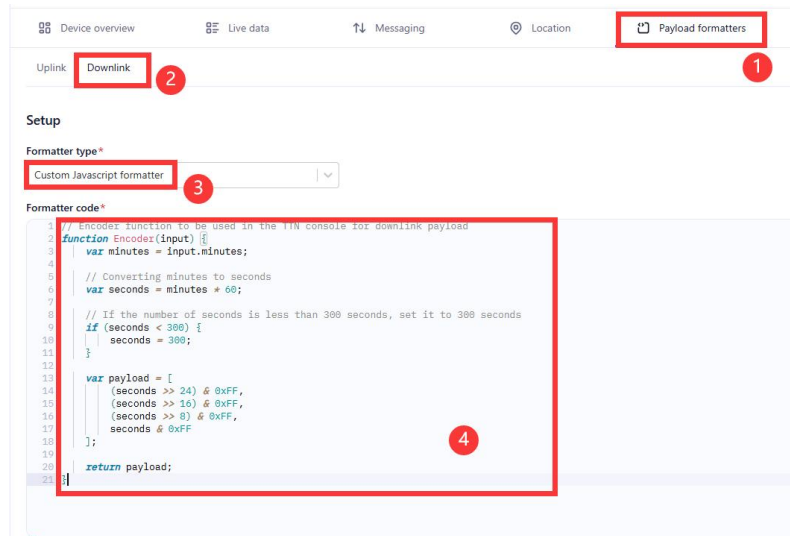 Device overview Live data Messaging Location Payload formatters
1
Uplink Downlink
2
Setup
Formatter type*
Custom Javascript formatter
3
Formatter code*
1 // Encoder function to be used in the TTN console for downlink payload
2 function Encoder(input) {
3 var minutes = input.minutes;
4
5 // Converting minutes to seconds
6 var seconds = minutes * 60;
7
8 // If the number of seconds is less than 300 seconds, set it to 300 seconds
9 if (seconds < 300) {
10 seconds = 300;
11 }
12
13 var payload = [
14 (seconds >> 24) & 0xFF,
15 (seconds >> 16) & 0xFF,
16 (seconds >> 8) & 0xFF,
17 seconds & 0xFF
18 ];
4
19
20 return payload;
21 }